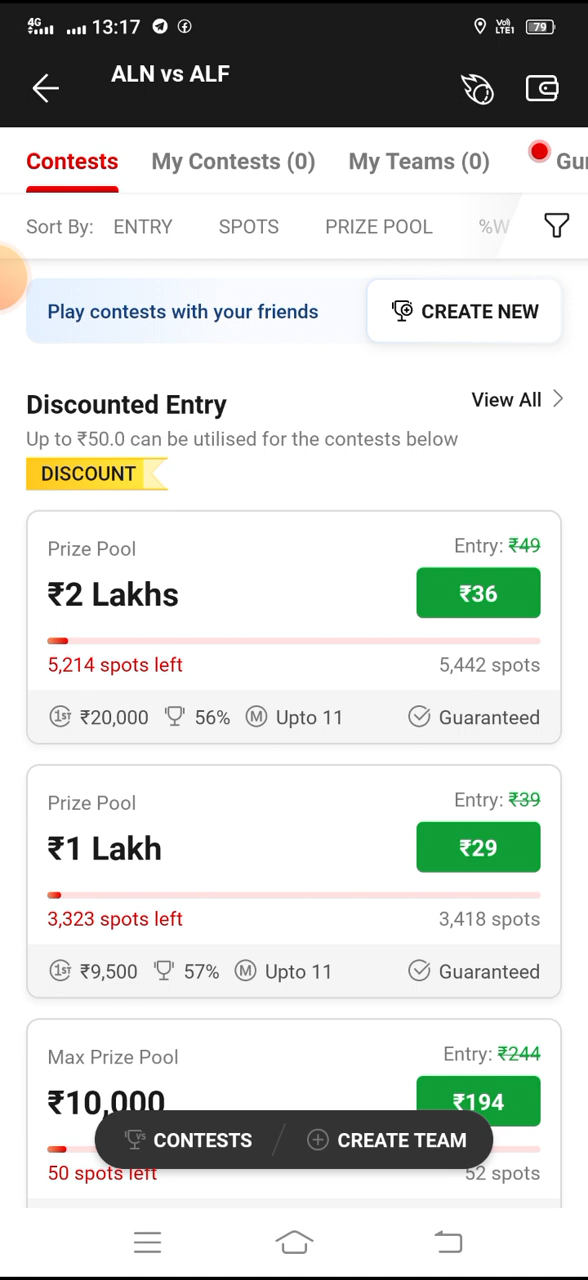 4G 13:17 Vo)) LTE1 79
ALN vs ALF
Contests My Contests (0) My Teams (0) Gu
Sort By: ENTRY SPOTS PRIZE POOL %W
Play contests with your friends CREATE NEW
Discounted Entry View All
Up to ₹50.0 can be utilised for the contests below
DISCOUNT
Prize Pool Entry: ₹49
₹2 Lakhs ₹36
5,214 spots left 5,442 spots
1ST ₹20,000 56% M Upto 11 Guaranteed
Prize Pool Entry: ₹39
₹1 Lakh ₹29
3,323 spots left 3,418 spots
1ST ₹9,500 57% M Upto 11 Guaranteed
Max Prize Pool Entry: ₹244
₹10,000 ₹194
VS CONTESTS CREATE TEAM
50 spots left 52 spots